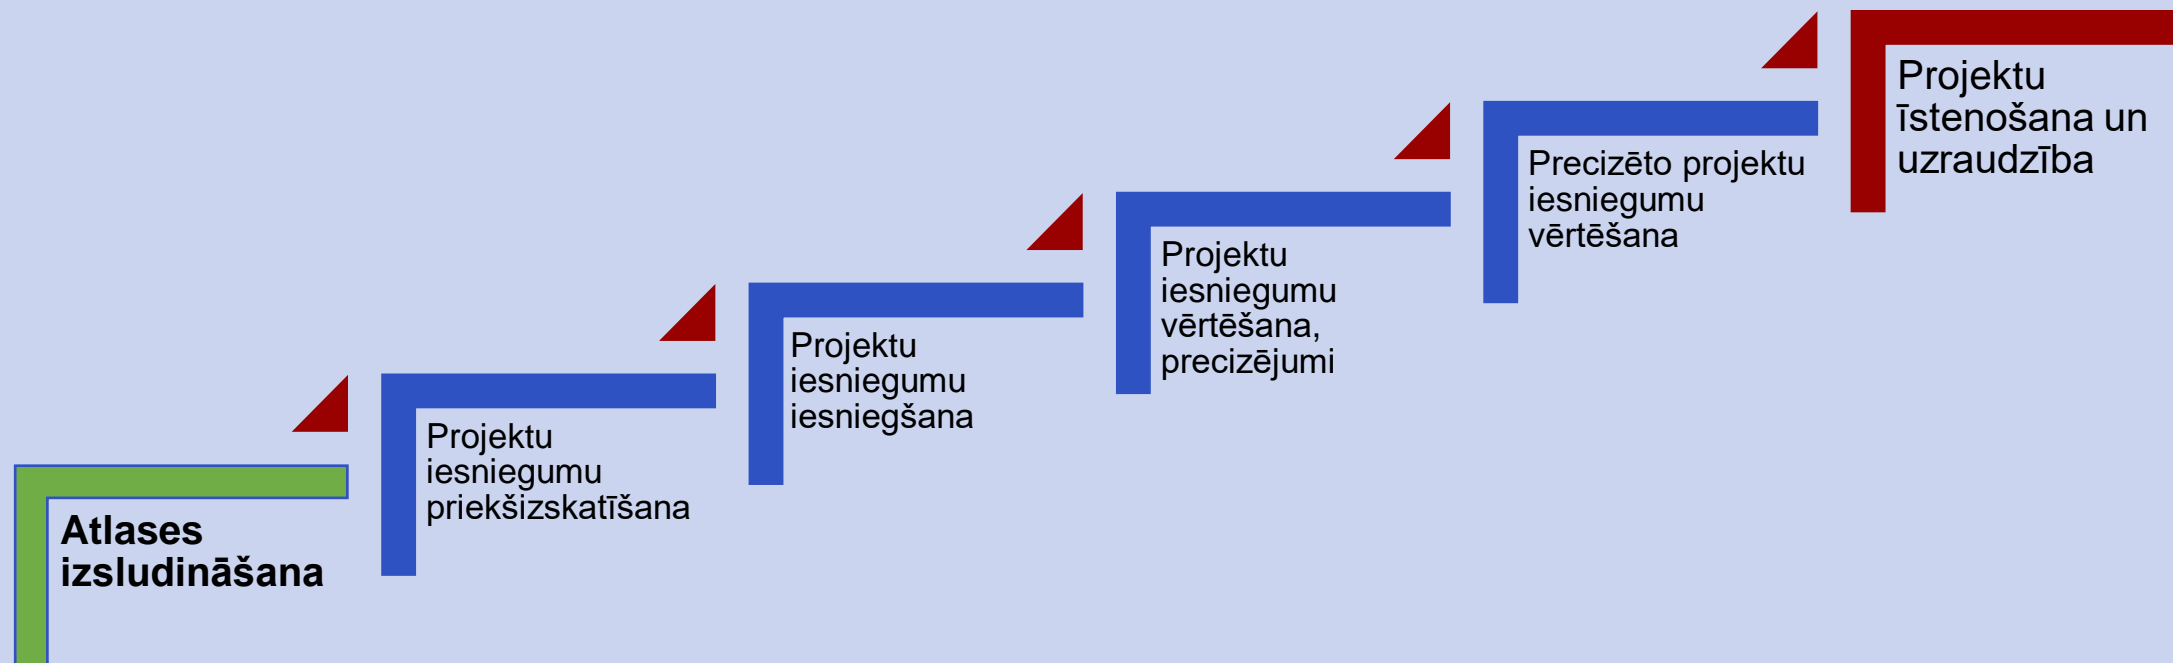 Atlases
izsludināšana
Projektu
iesniegumu
priekšizskatīšana
Projektu
iesniegumu
iesniegšana
Projektu
iesniegumu
vērtēšana,
precizējumi
Precizēto projektu
iesniegumu
vērtēšana
Projektu
īstenošana un
uzraudzība